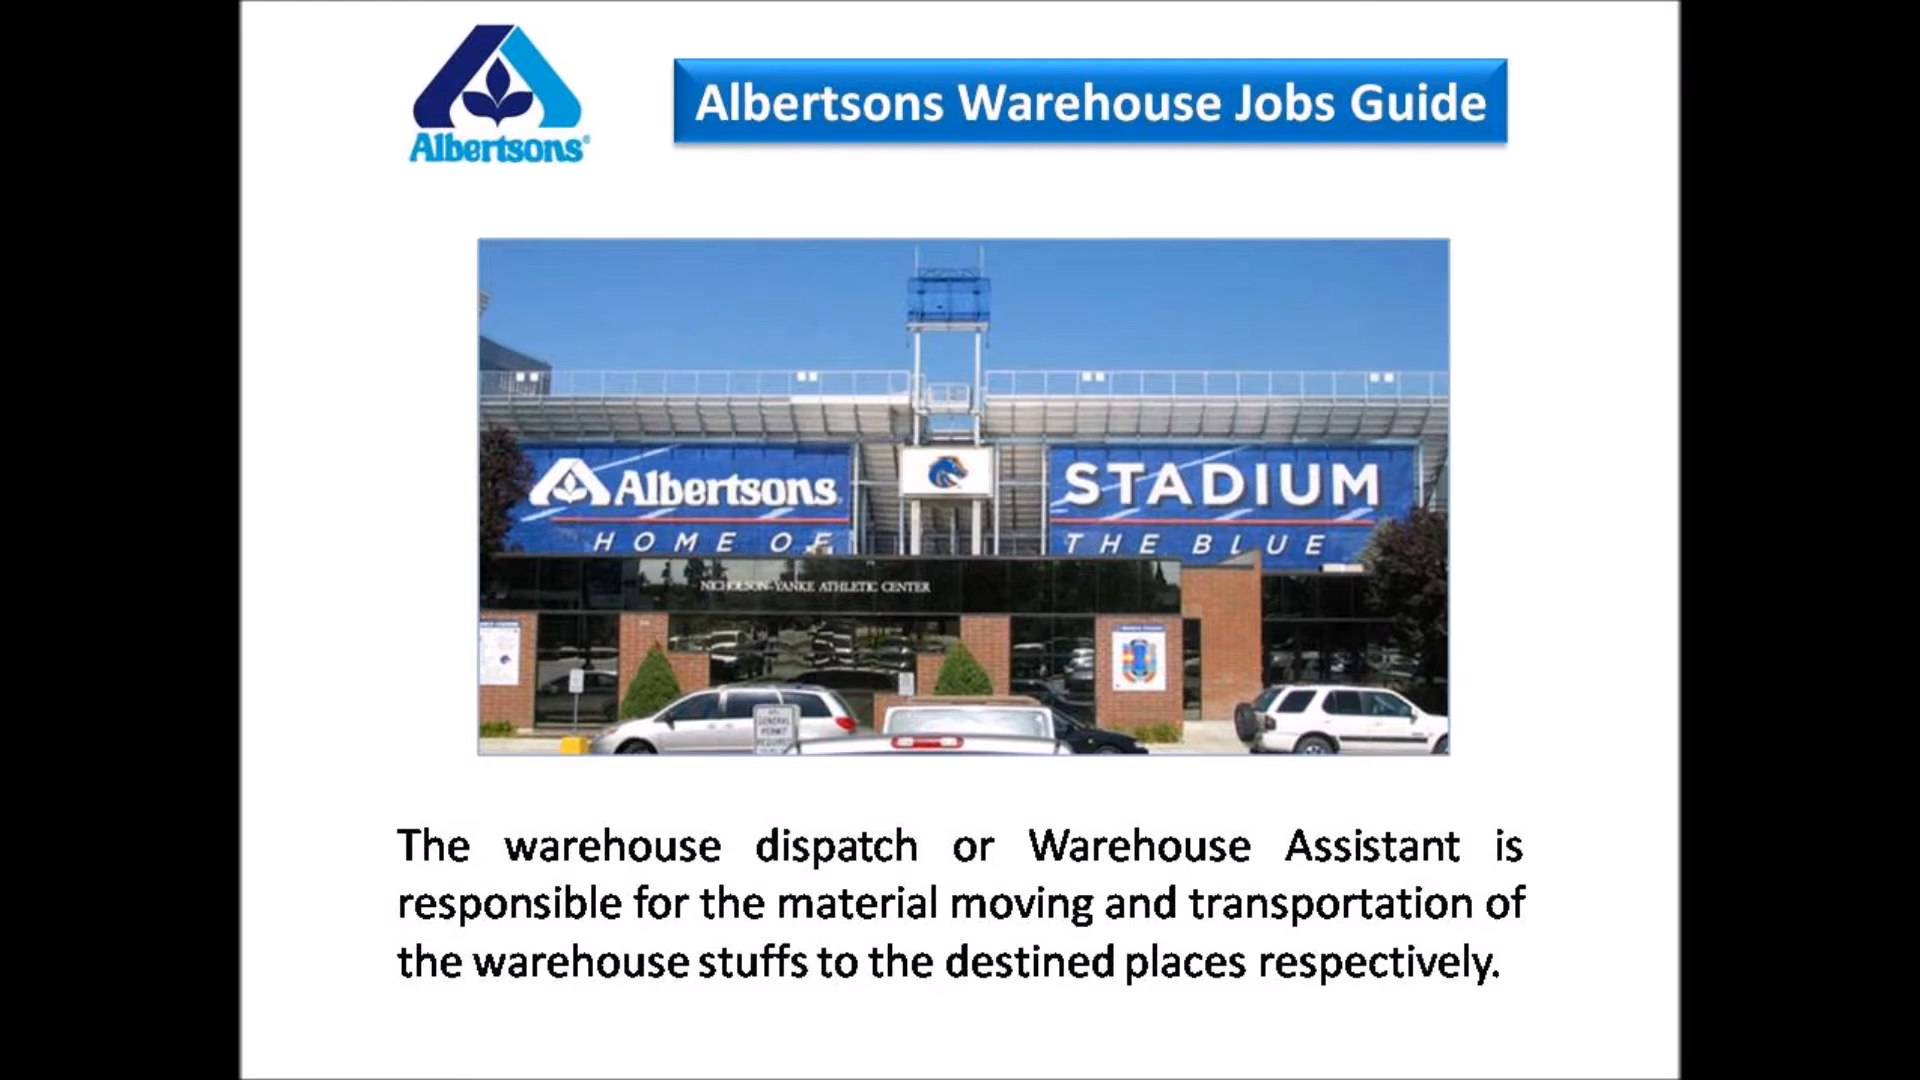 Albertsons
Albertsons Warehouse Jobs Guide
Albertsons STADIUM
HOME OF THE BLUE
NICHOLSON-YANKE ATHLETIC CENTER
GENERAL
PERMIT
The warehouse dispatch or Warehouse Assistant is
responsible for the material moving and transportation of
the warehouse stuffs to the destined places respectively.